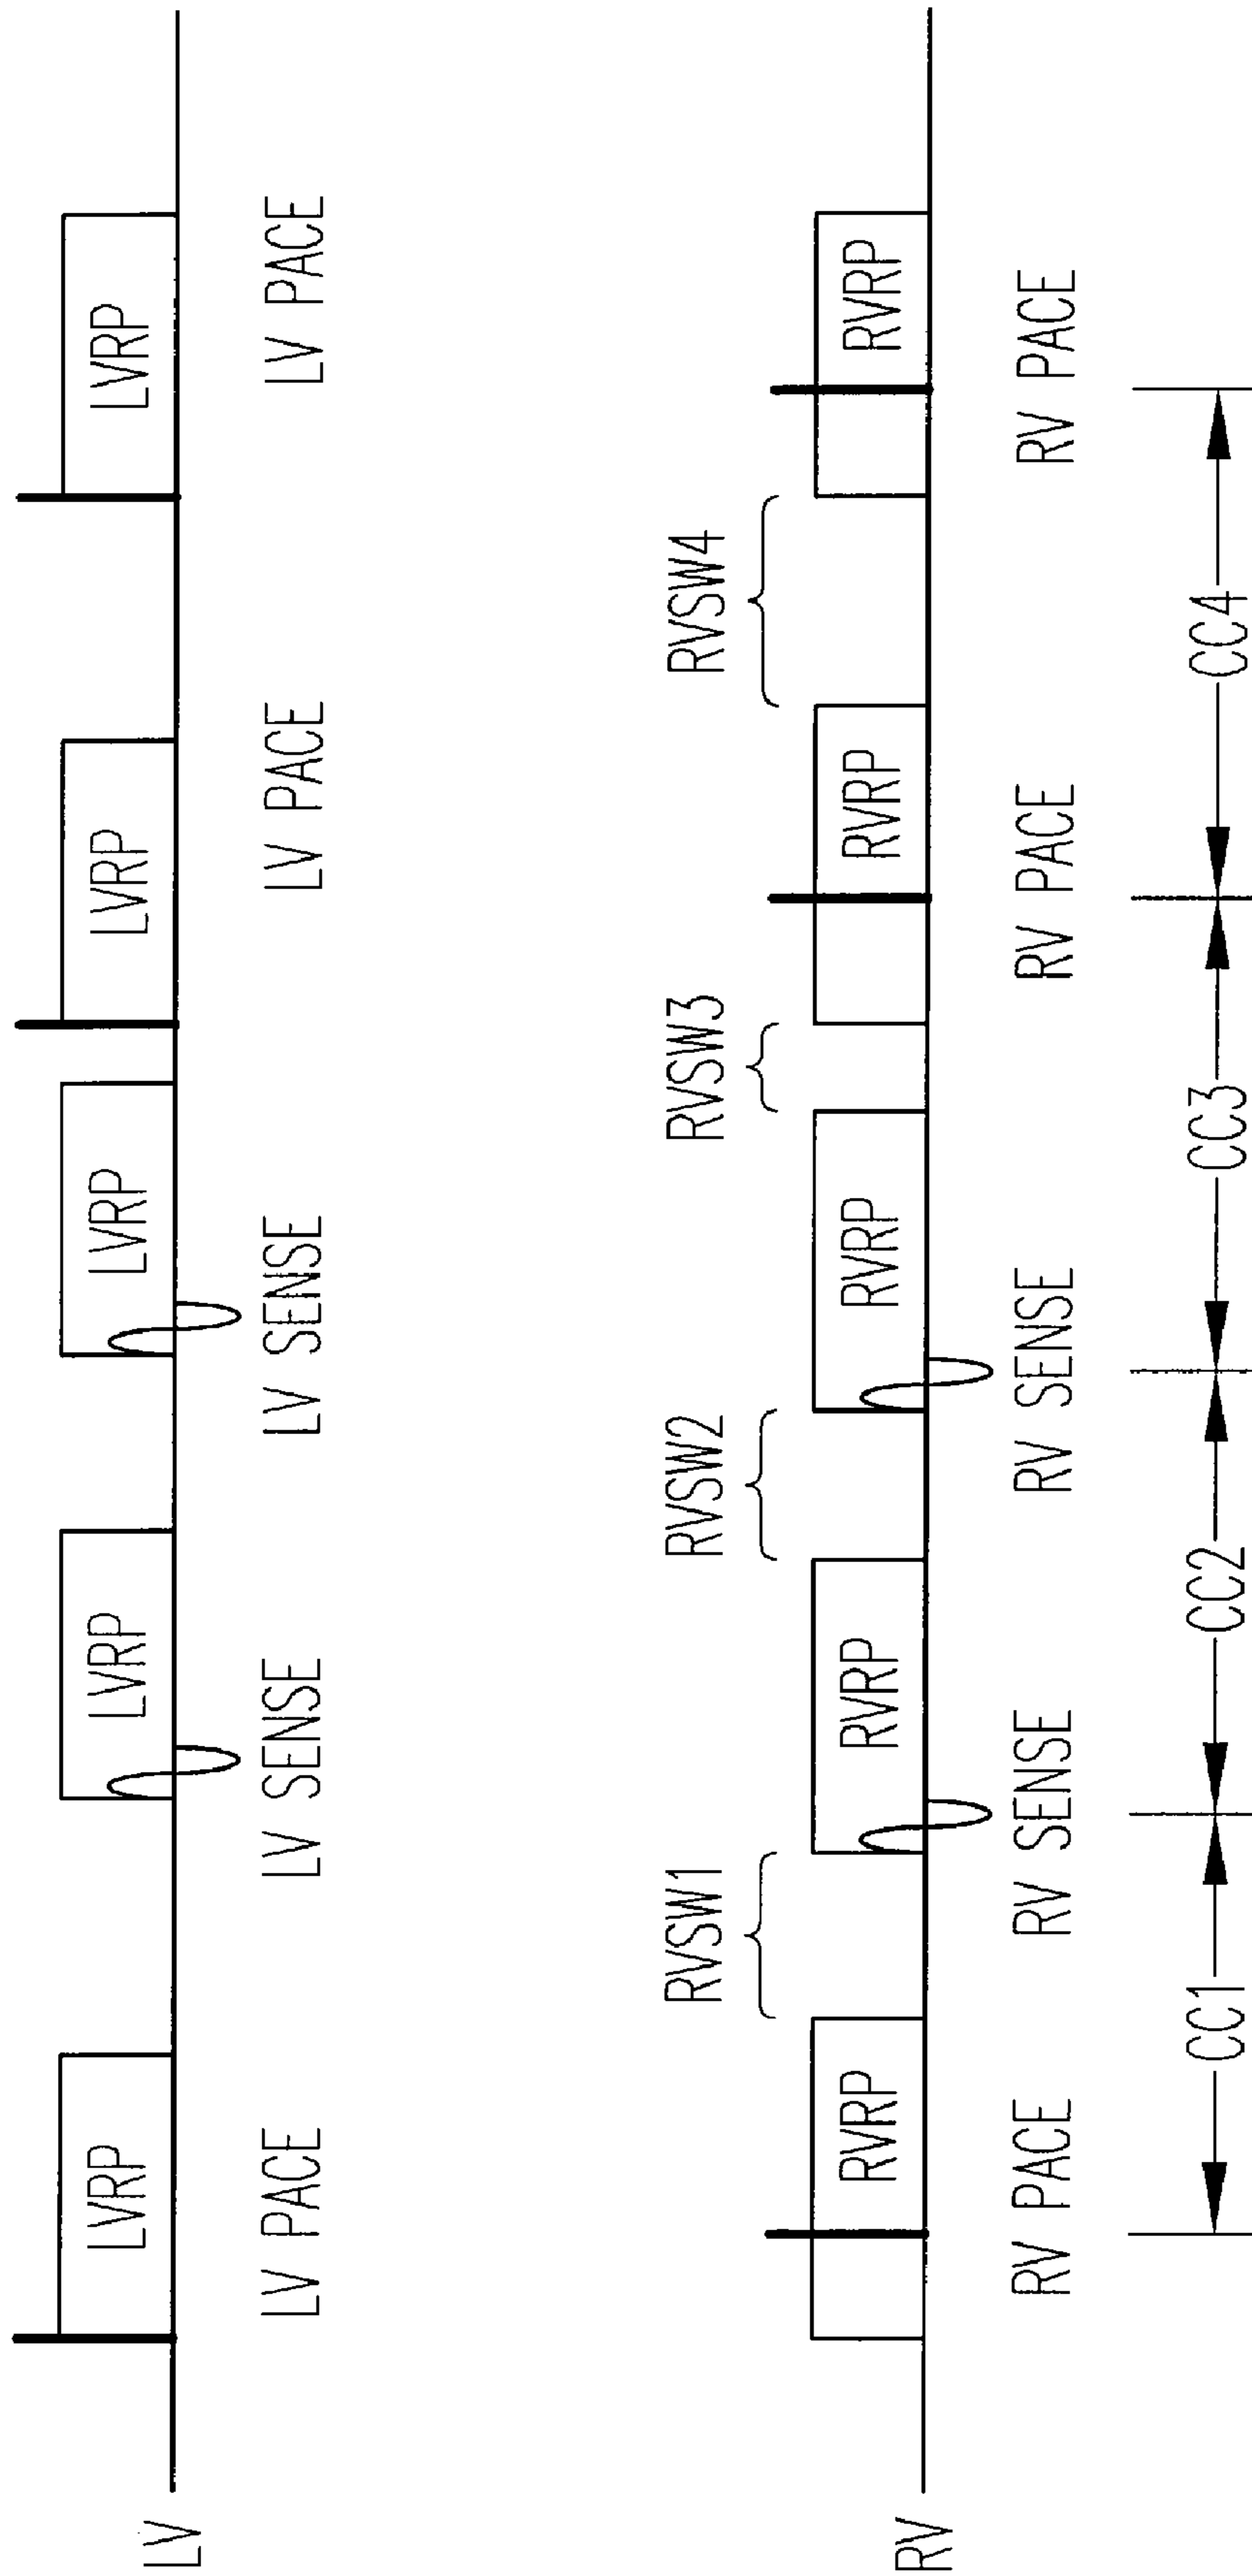 LV
LVRP
LVRP
LVRP
LVRP
LVRP
LV PACE
LV SENSE
LV SENSE
LV PACE
LV PACE
RVSW1
RVSW2
RVSW3
RVSW4
RV
RVRP
RVRP
RVRP
RVRP
RVRP
RV PACE
RV SENSE
RV SENSE
RV PACE
RV PACE
CC1
CC2
CC3
CC4